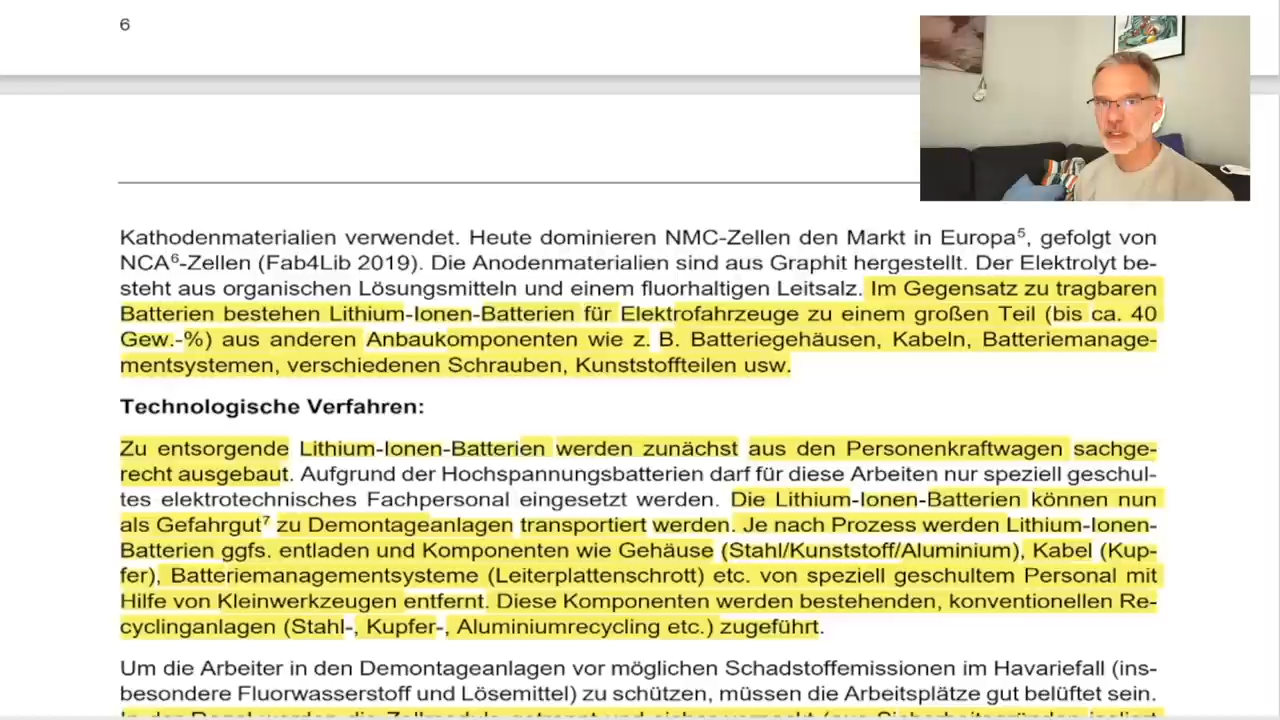 6
Kathodenmaterialien verwendet. Heute dominieren NMC-Zellen den Markt in Europa⁵, gefolgt von
NCA⁶-Zellen (Fab4Lib 2019). Die Anodenmaterialien sind aus Graphit hergestellt. Der Elektrolyt be-
steht aus organischen Lösungsmitteln und einem fluorhaltigen Leitsalz. Im Gegensatz zu tragbaren
Batterien bestehen Lithium-Ionen-Batterien für Elektrofahrzeuge zu einem großen Teil (bis ca. 40
Gew.-%) aus anderen Anbaukomponenten wie z. B. Batteriegehäusen, Kabeln, Batteriemanage-
mentsystemen, verschiedenen Schrauben, Kunststoffteilen usw.
Technologische Verfahren:
Zu entsorgende Lithium-Ionen-Batterien werden zunächst aus den Personenkraftwagen sachge-
recht ausgebaut. Aufgrund der Hochspannungsbatterien darf für diese Arbeiten nur speziell geschul-
tes elektrotechnisches Fachpersonal eingesetzt werden. Die Lithium-Ionen-Batterien können nun
als Gefahrgut⁷ zu Demontageanlagen transportiert werden. Je nach Prozess werden Lithium-Ionen-
Batterien ggfs. entladen und Komponenten wie Gehäuse (Stahl/Kunststoff/Aluminium), Kabel (Kup-
fer), Batteriemanagementsysteme (Leiterplattenschrott) etc. von speziell geschultem Personal mit
Hilfe von Kleinwerkzeugen entfernt. Diese Komponenten werden bestehenden, konventionellen Re-
cyclinganlagen (Stahl-, Kupfer-, Aluminiumrecycling etc.) zugeführt.
Um die Arbeiter in den Demontageanlagen vor möglichen Schadstoffemissionen im Havariefall (ins-
besondere Fluorwasserstoff und Lösemittel) zu schützen, müssen die Arbeitsplätze gut belüftet sein.